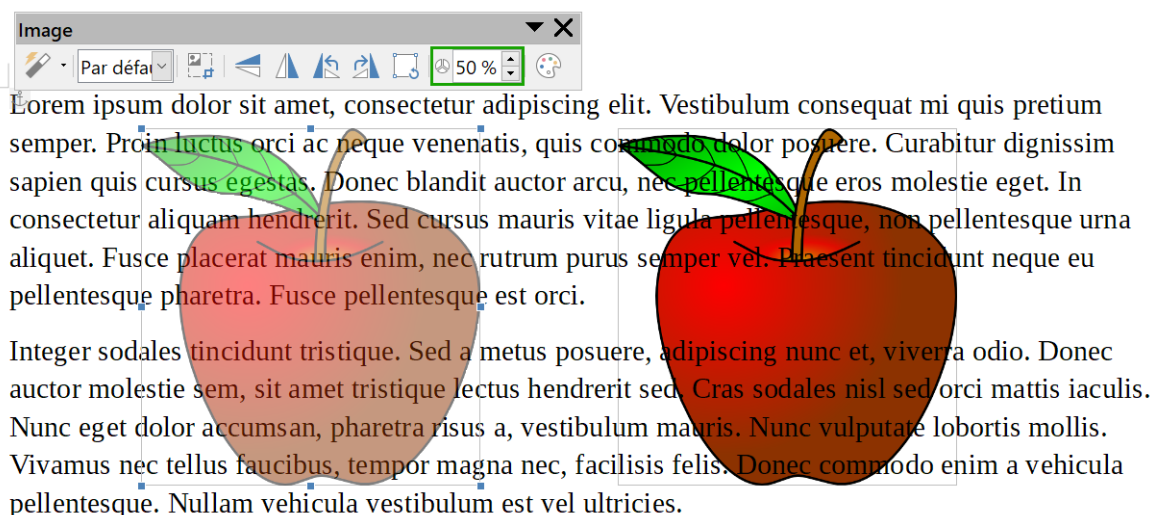 Image
Par défau
50 %
Lorem ipsum dolor sit amet, consectetur adipiscing elit. Vestibulum consequat mi quis pretium
semper. Proin luctus orci ac neque venenatis, quis commodo dolor posuere. Curabitur dignissim
sapien quis cursus egestas. Donec blandit auctor arcu, nec pellentesque eros molestie eget. In
consectetur aliquam hendrerit. Sed cursus mauris vitae ligula pellentesque, non pellentesque urna
aliquet. Fusce placerat mauris enim, nec rutrum purus semper vel. Praesent tincidunt neque eu
pellentesque pharetra. Fusce pellentesque est orci.
Integer sodales tincidunt tristique. Sed a metus posuere, adipiscing nunc et, viverra odio. Donec
auctor molestie sem, sit amet tristique lectus hendrerit sed. Cras sodales nisl sed orci mattis iaculis.
Nunc eget dolor accumsan, pharetra risus a, vestibulum mauris. Nunc vulputate lobortis mollis.
Vivamus nec tellus faucibus, tempor magna nec, facilisis felis. Donec commodo enim a vehicula
pellentesque. Nullam vehicula vestibulum est vel ultricies.